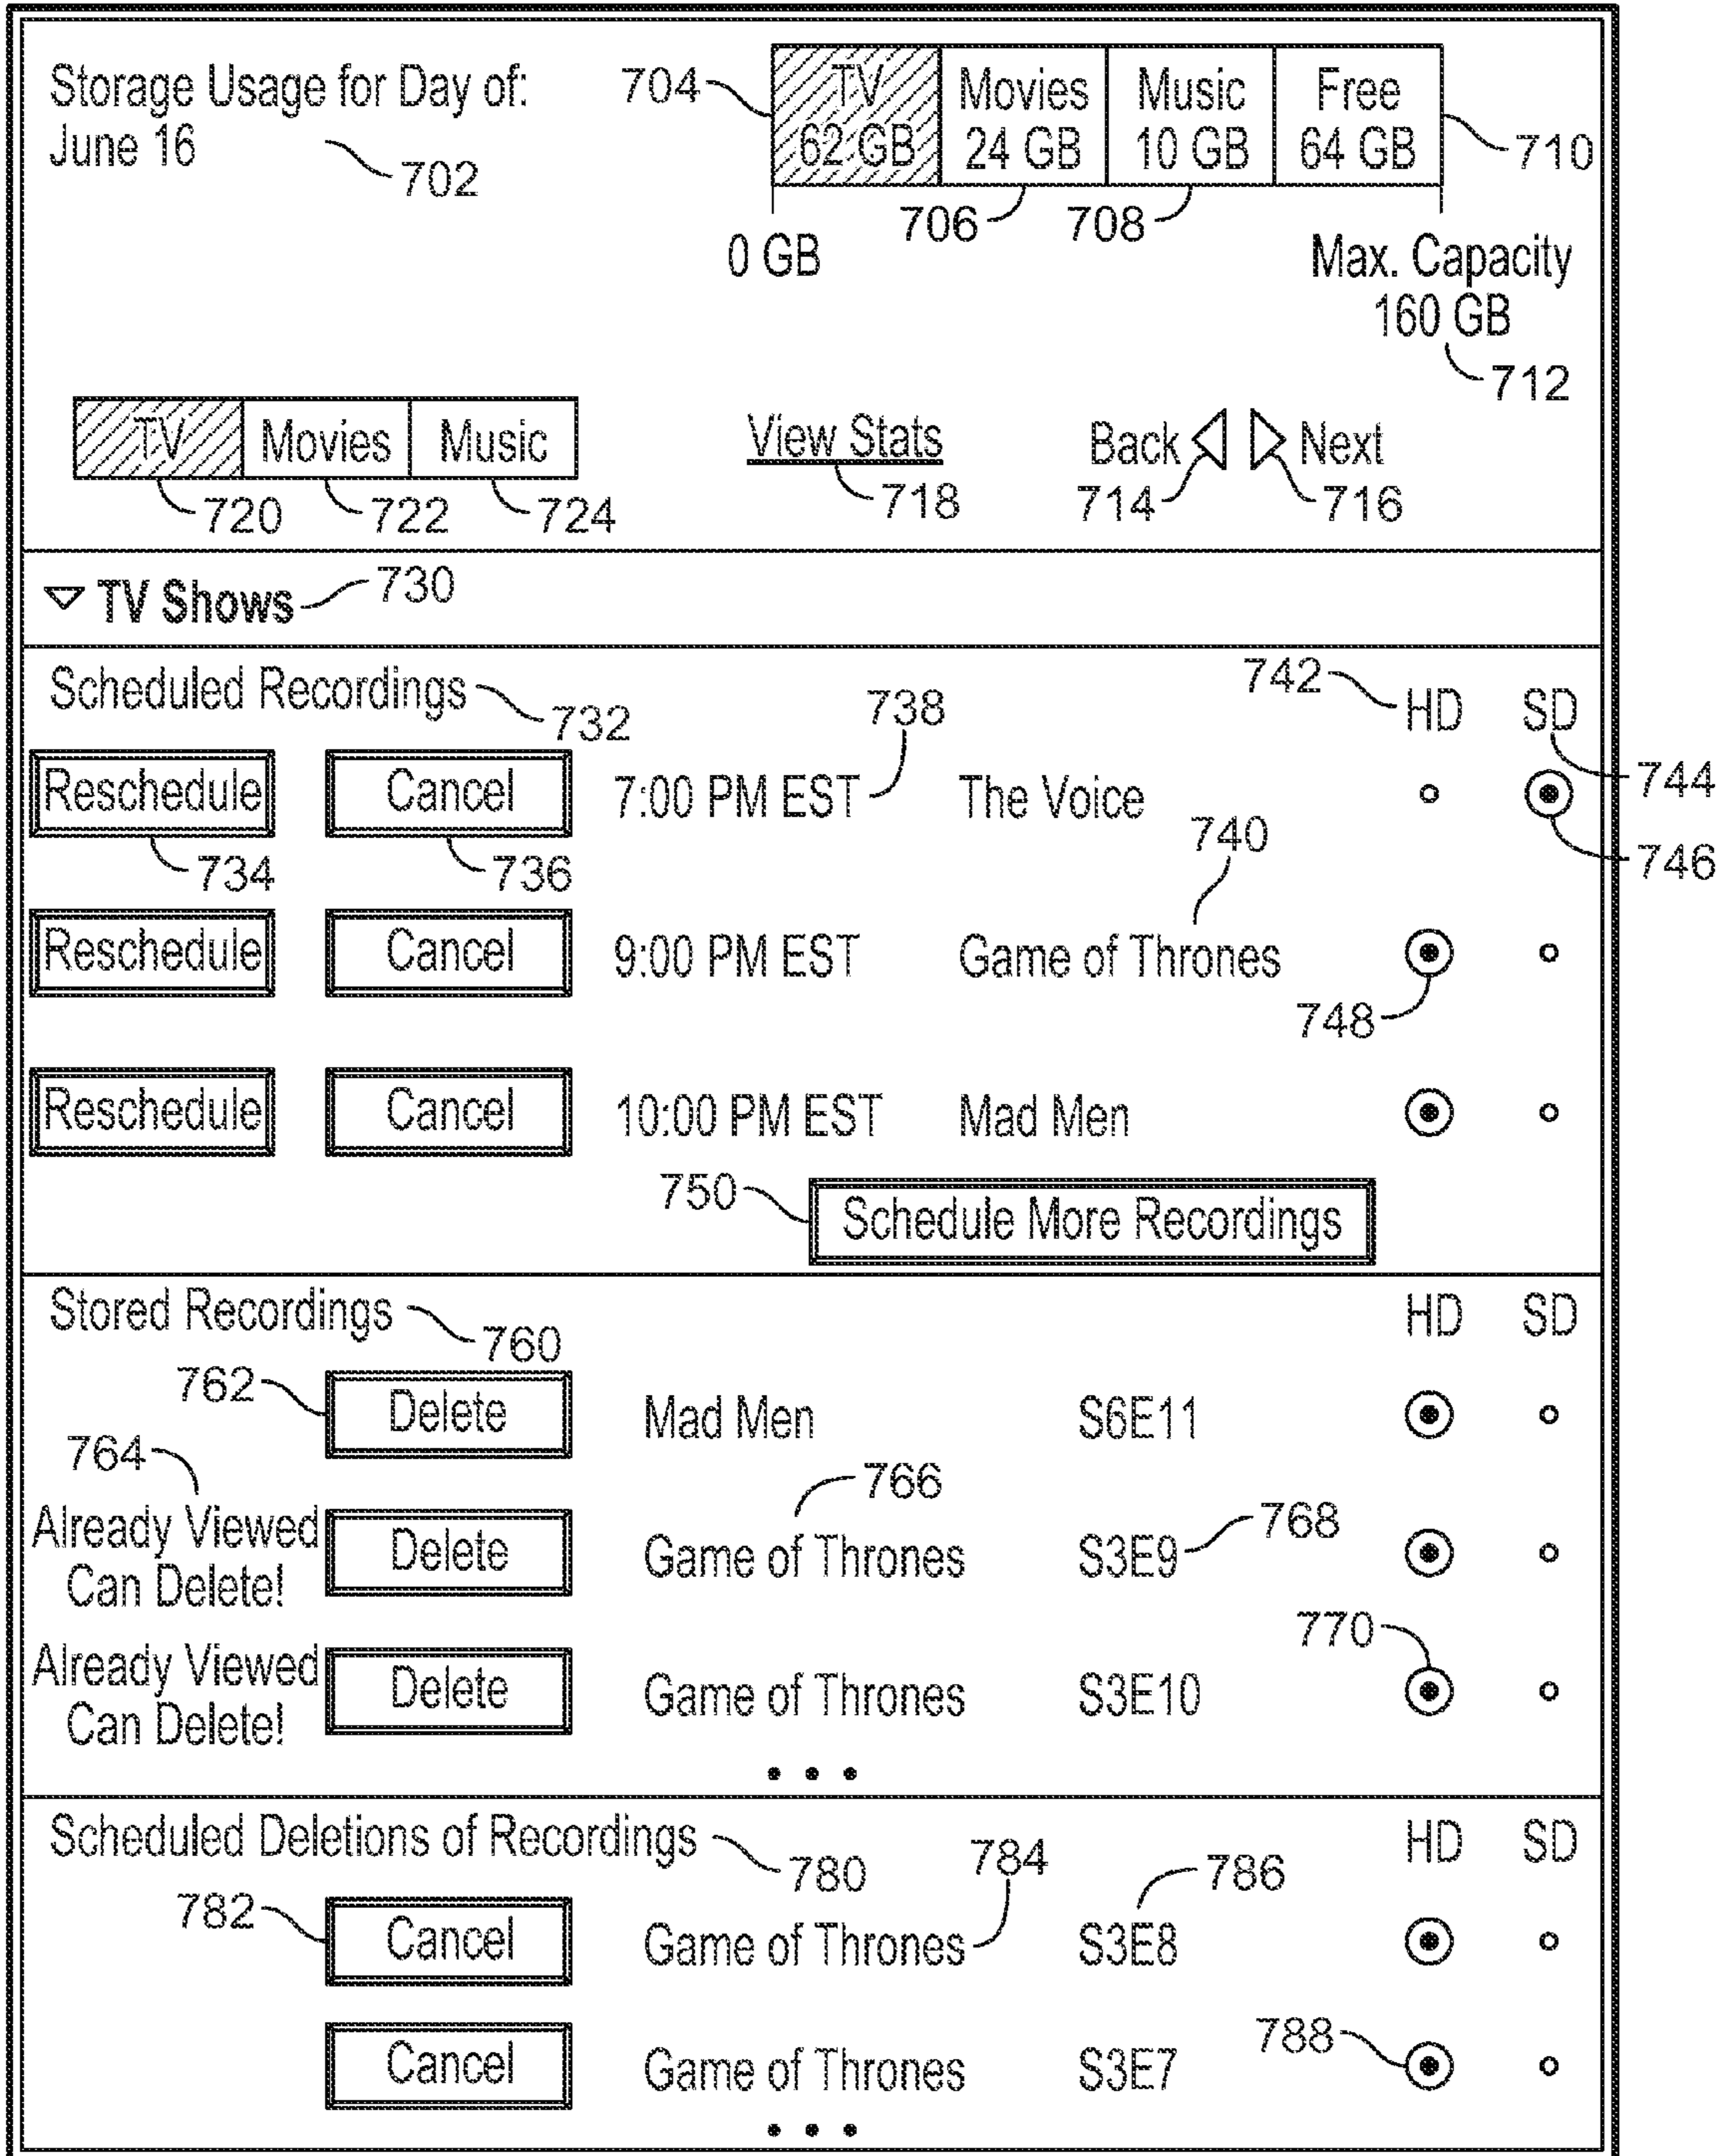 Storage Usage for Day of:
June 16
702
704
TV
62 GB
Movies
24 GB
Music
10 GB
Free
64 GB
710
706
708
0 GB
Max. Capacity
160 GB
712
TV
Movies
Music
720
722
724
View Stats
718
Back
Next
714
716
TV Shows
730
Scheduled Recordings
732
738
742
HD
SD
744
Reschedule
Cancel
7:00 PM EST
The Voice
734
736
740
746
Reschedule
Cancel
9:00 PM EST
Game of Thrones
748
Reschedule
Cancel
10:00 PM EST
Mad Men
750
Schedule More Recordings
Stored Recordings
760
HD
SD
762
Delete
Mad Men
S6E11
764
766
768
Already Viewed
Can Delete!
Delete
Game of Thrones
S3E9
770
Already Viewed
Can Delete!
Delete
Game of Thrones
S3E10
Scheduled Deletions of Recordings
780
784
786
HD
SD
782
Cancel
Game of Thrones
S3E8
788
Cancel
Game of Thrones
S3E7